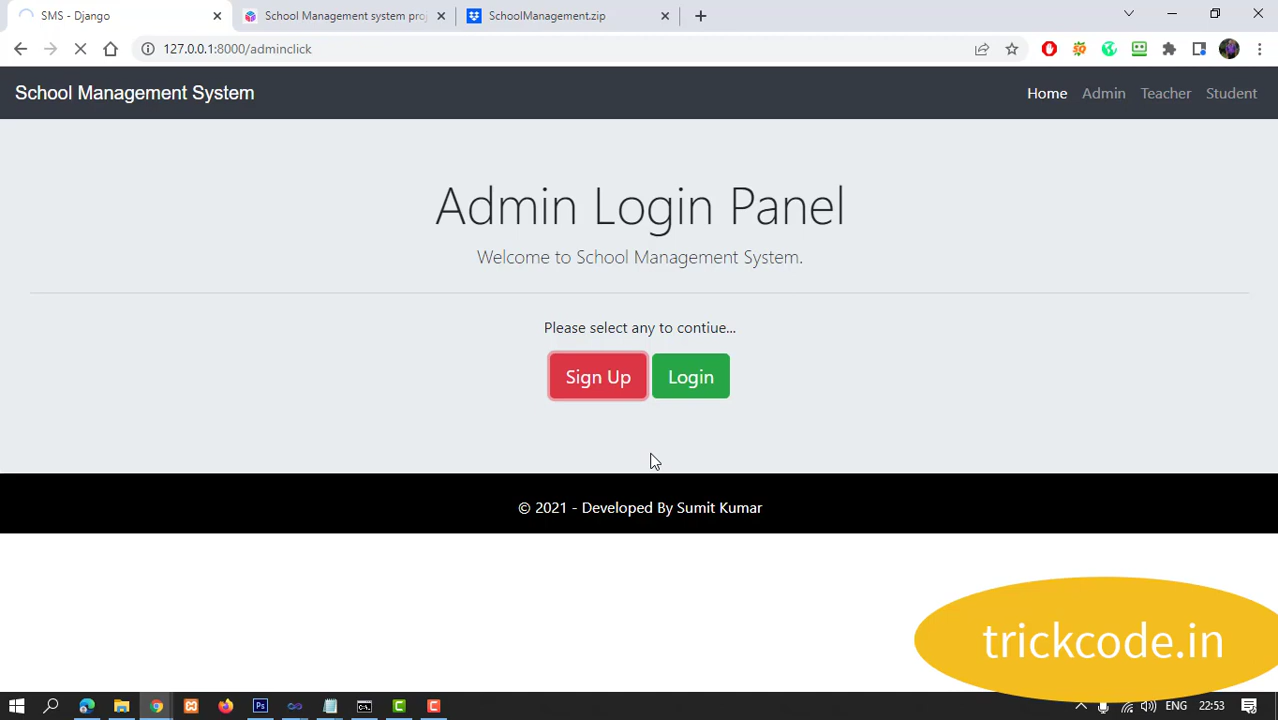 SMS - Django
School Management system proj
SchoolManagement.zip
127.0.0.1:8000/adminclick
School Management System
Home Admin Teacher Student
Admin Login Panel
Welcome to School Management System.
Please select any to contiue...
Sign Up Login
© 2021 - Developed By Sumit Kumar
trickcode.in
ENG 22:53